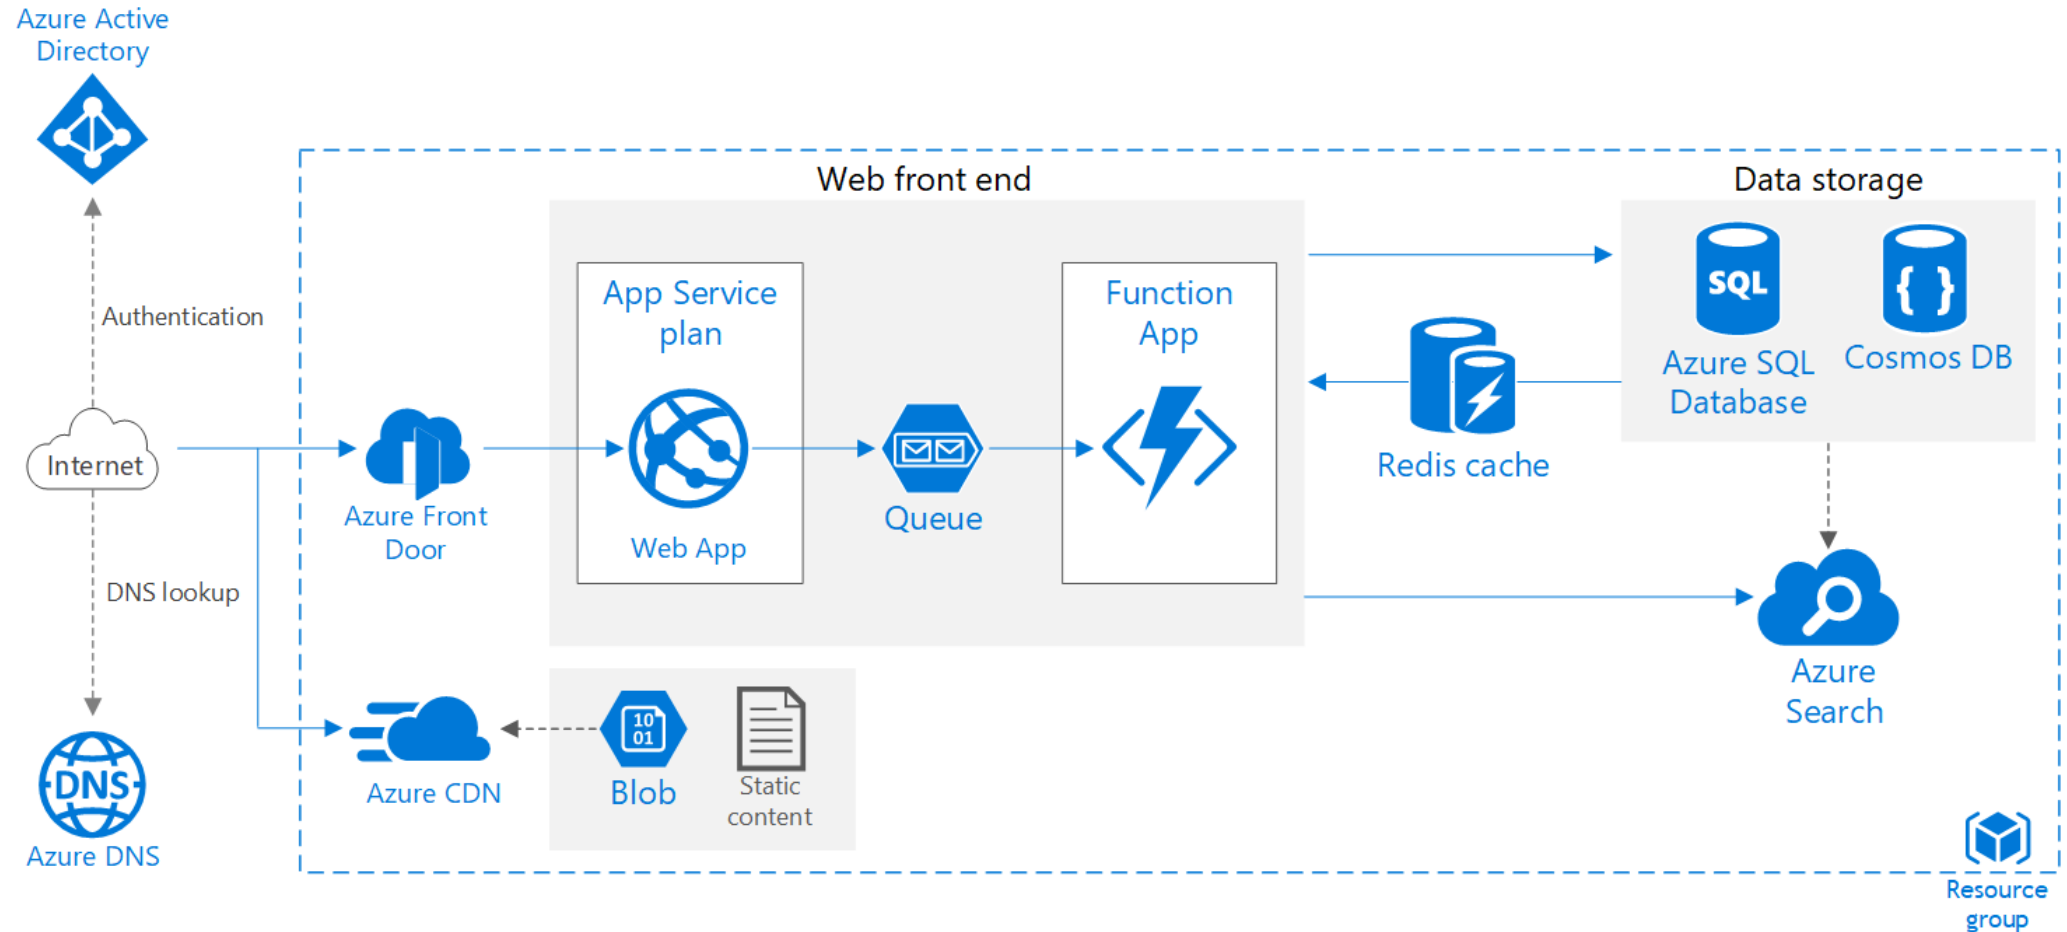 Azure Active
Directory
Authentication
Internet
DNS lookup
DNS
Azure DNS
Azure Front
Door
Azure CDN
Web front end
App Service
plan
Web App
Queue
Function
App
10
01
Blob
Static
content
Redis cache
Data storage
SQL
Azure SQL
Database
{ }
Cosmos DB
Azure
Search
Resource
group